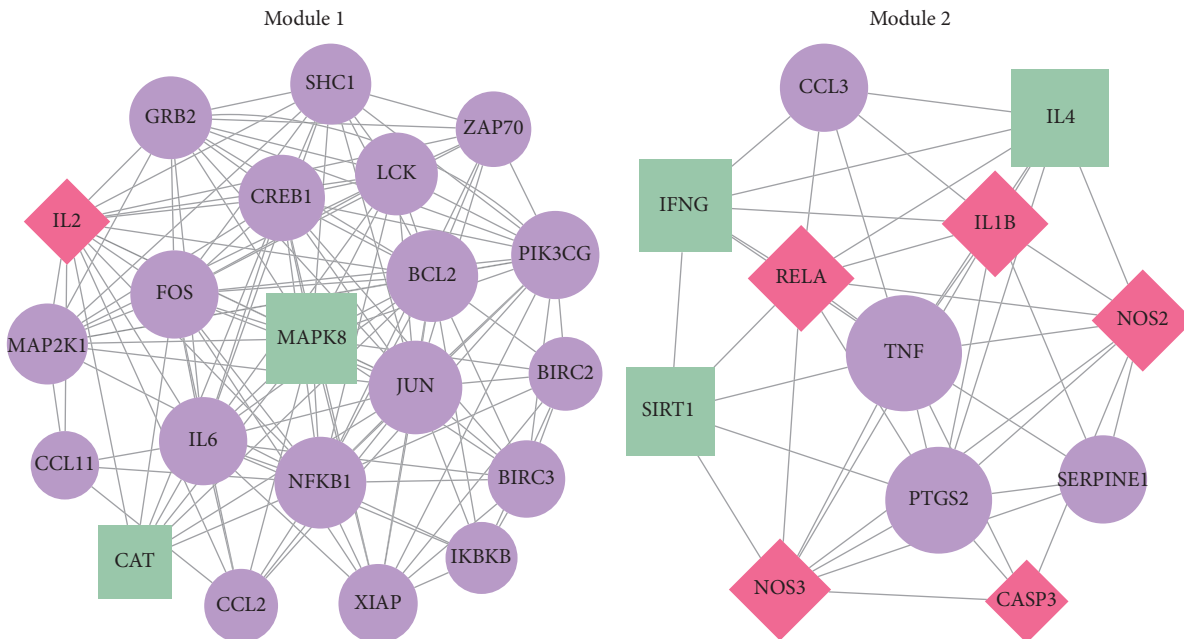 Module 1
SHC1
GRB2
ZAP70
LCK
CREB1
IL2
PIK3CG
BCL2
FOS
MAPK8
MAP2K1
BIRC2
JUN
IL6
CCL11
NFKB1
BIRC3
CAT
IKBKB
CCL2
XIAP
Module 2
CCL3
IL4
IFNG
IL1B
RELA
NOS2
TNF
SIRT1
SERPINE1
PTGS2
NOS3
CASP3